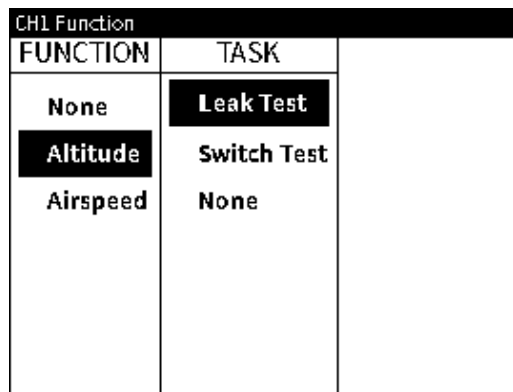 CH1 Function
FUNCTION TASK
None Leak Test
Altitude Switch Test
Airspeed None